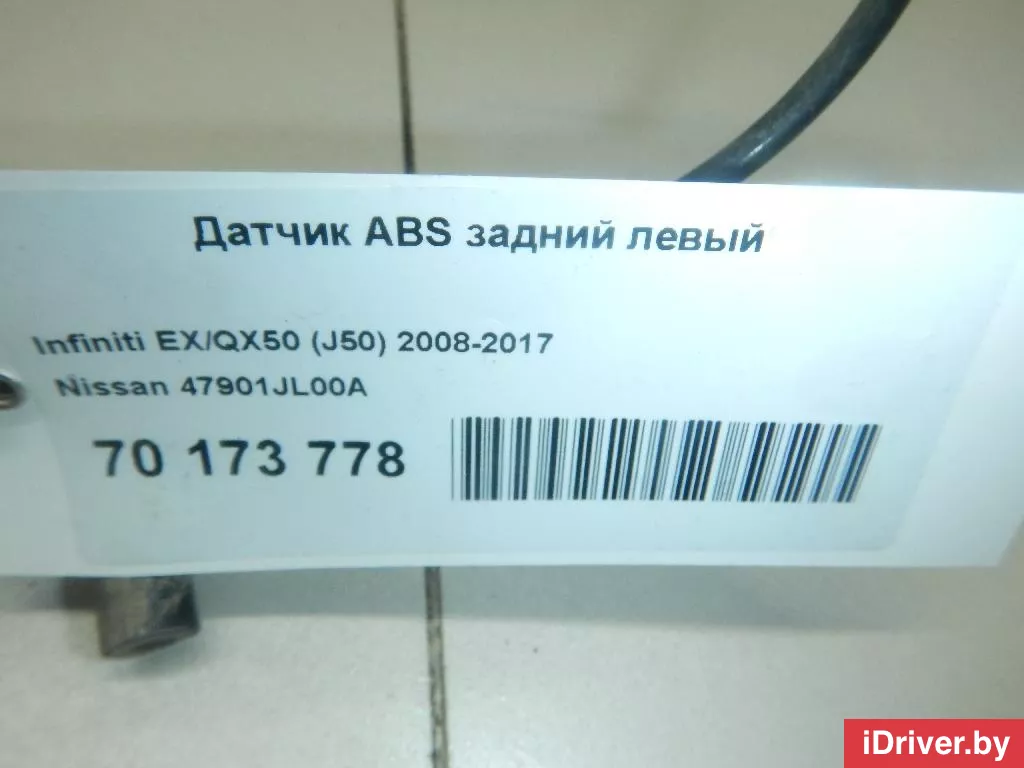 Датчик ABS задний левый
Infiniti EX/QX50 (J50) 2008-2017
Nissan 47901JL00A
70 173 778
iDriver.by